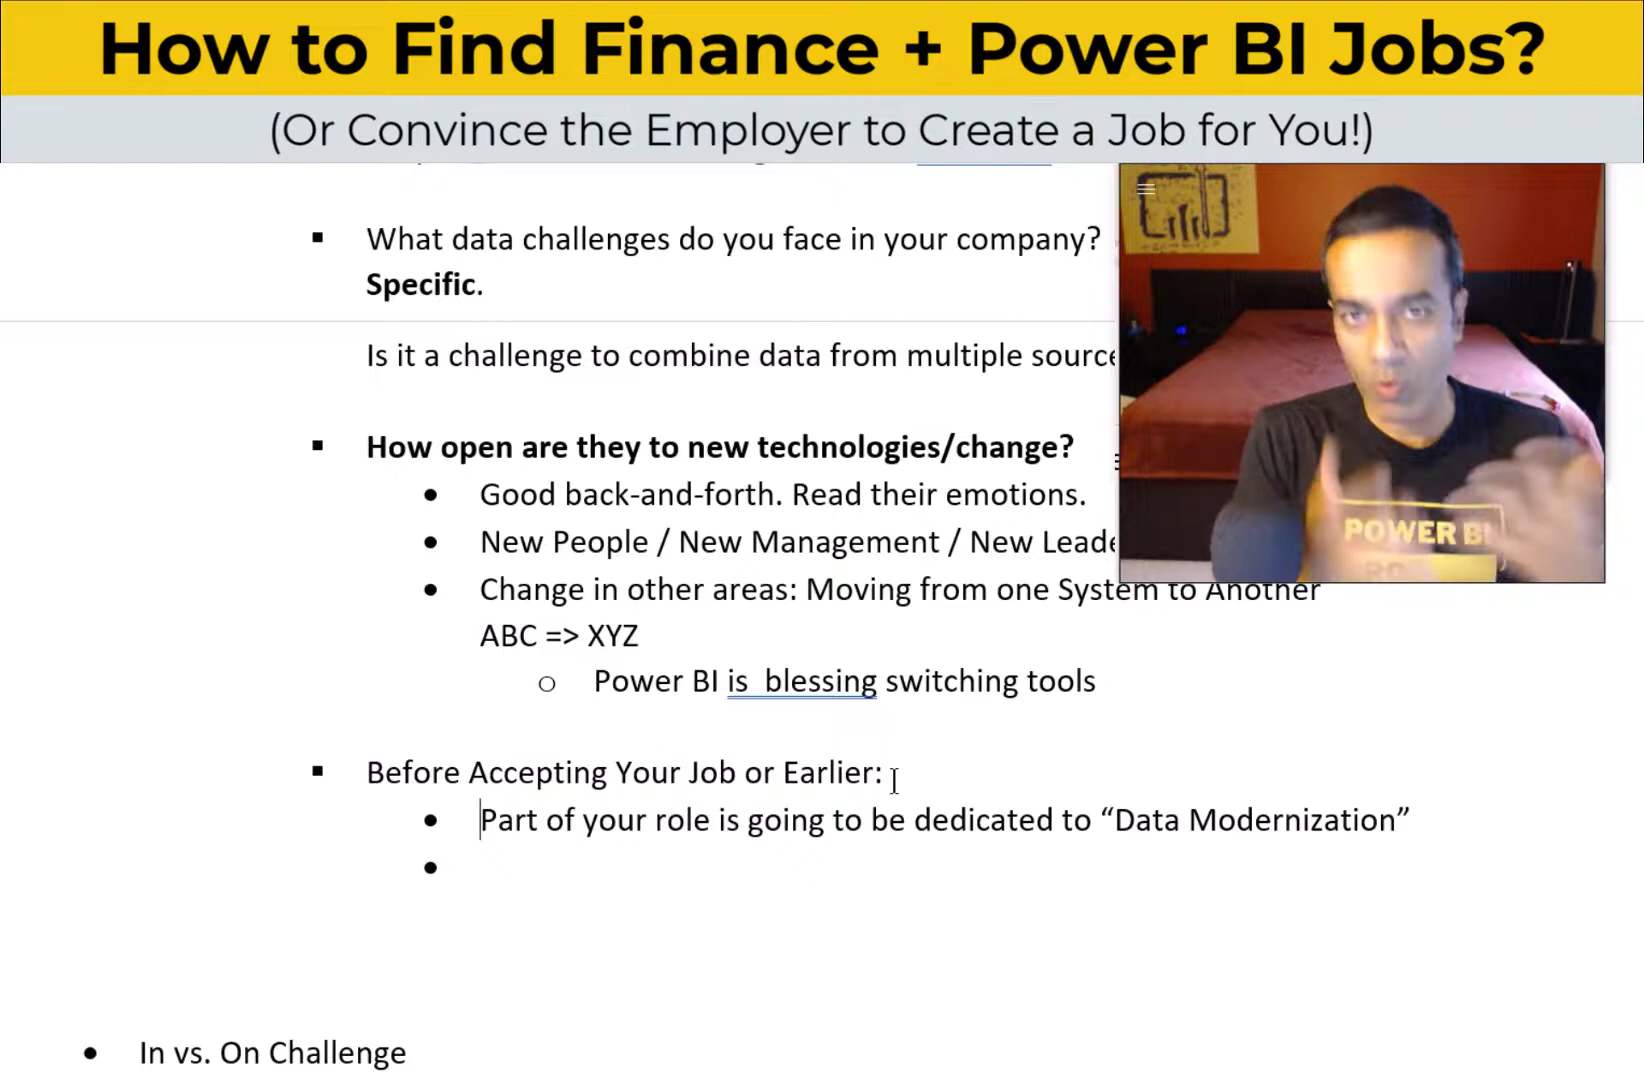 How to Find Finance + Power BI Jobs?
(Or Convince the Employer to Create a Job for You!)
What data challenges do you face in your company?
Specific.
Is it a challenge to combine data from multiple
How open are they to new technologies/change?
Good back-and-forth. Read their emotions.
New People / New Management / New
Change in other areas: Moving from one System to Another
ABC => XYZ
Power BI is  blessing switching tools
Before Accepting Your Job or Earlier:
Part of your role is going to be dedicated to “Data Modernization”
In vs. On Challenge
POWER BI